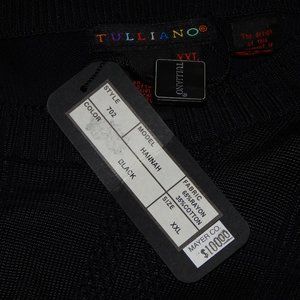 TULLIANO®
XXL
TULLIANO
STYLE
702
MODEL
HANNAH
COLOR
BLACK
FABRIC
65%RAYON
35%COTTON
SIZE
XXL
MAYER CO
$100.00